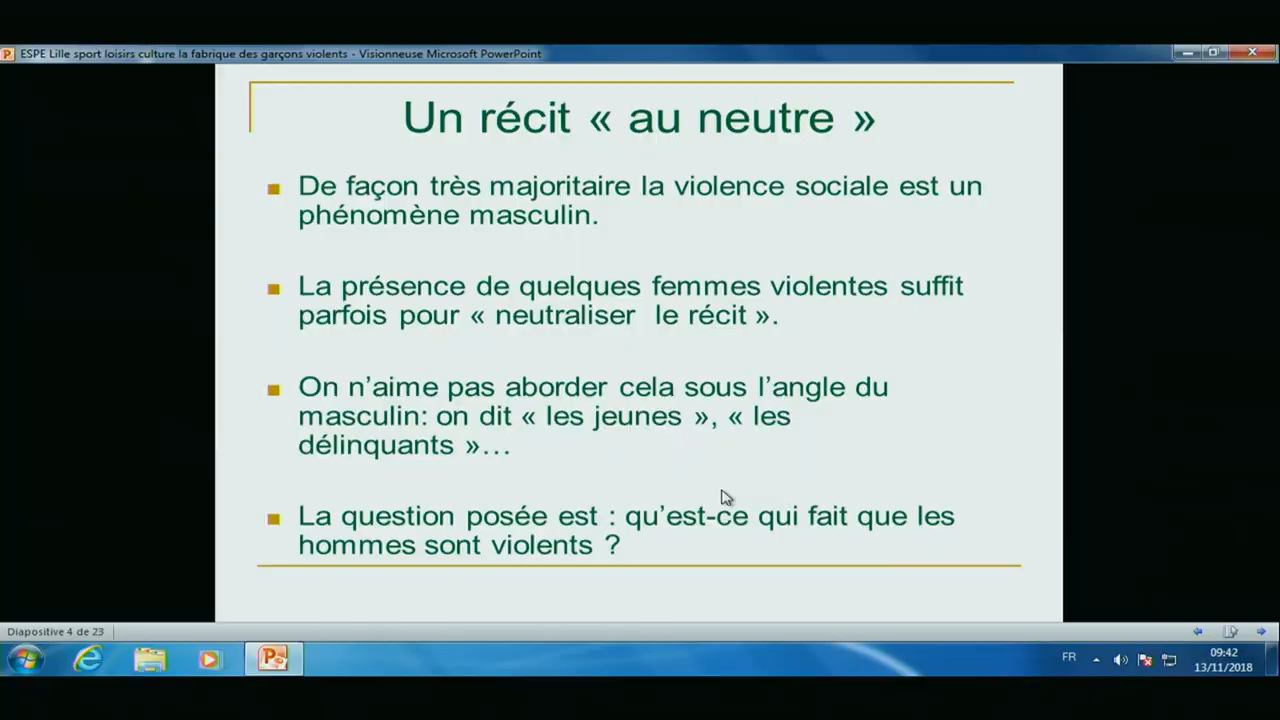 ESPE Lille sport loisirs culture la fabrique des garçons violents - Visionneuse Microsoft PowerPoint
Un récit « au neutre »
De façon très majoritaire la violence sociale est un
phénomène masculin.
La présence de quelques femmes violentes suffit
parfois pour « neutraliser le récit ».
On n’aime pas aborder cela sous l’angle du
masculin: on dit « les jeunes », « les
délinquants »…
La question posée est : qu’est-ce qui fait que les
hommes sont violents ?
Diapositive 4 de 23
FR
09:42
13/11/2018